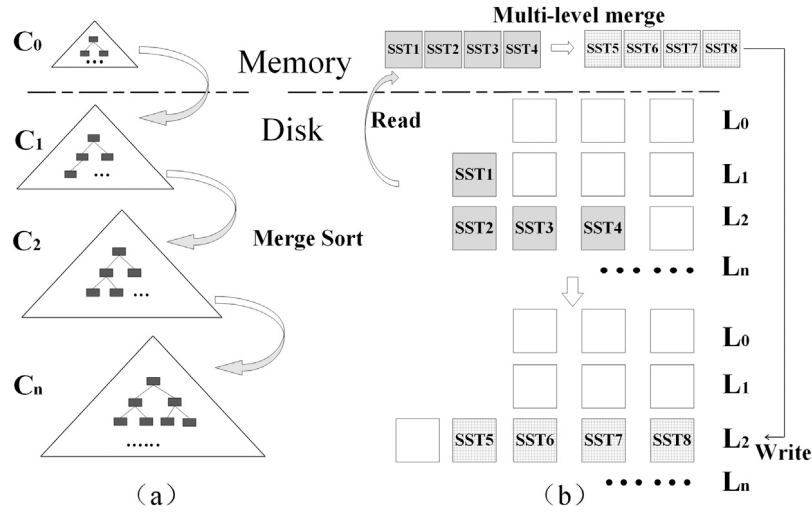 Multi-level merge
C0
SST1 SST2 SST3 SST4
SST5 SST6 SST7 SST8
Memory
Disk
Read
C1
L0
SST1
L1
C2
Merge Sort
SST2 SST3 SST4
L2
Ln
L0
Cn
L1
SST5 SST6 SST7 SST8
L2
Write
Ln
(a)
(b)